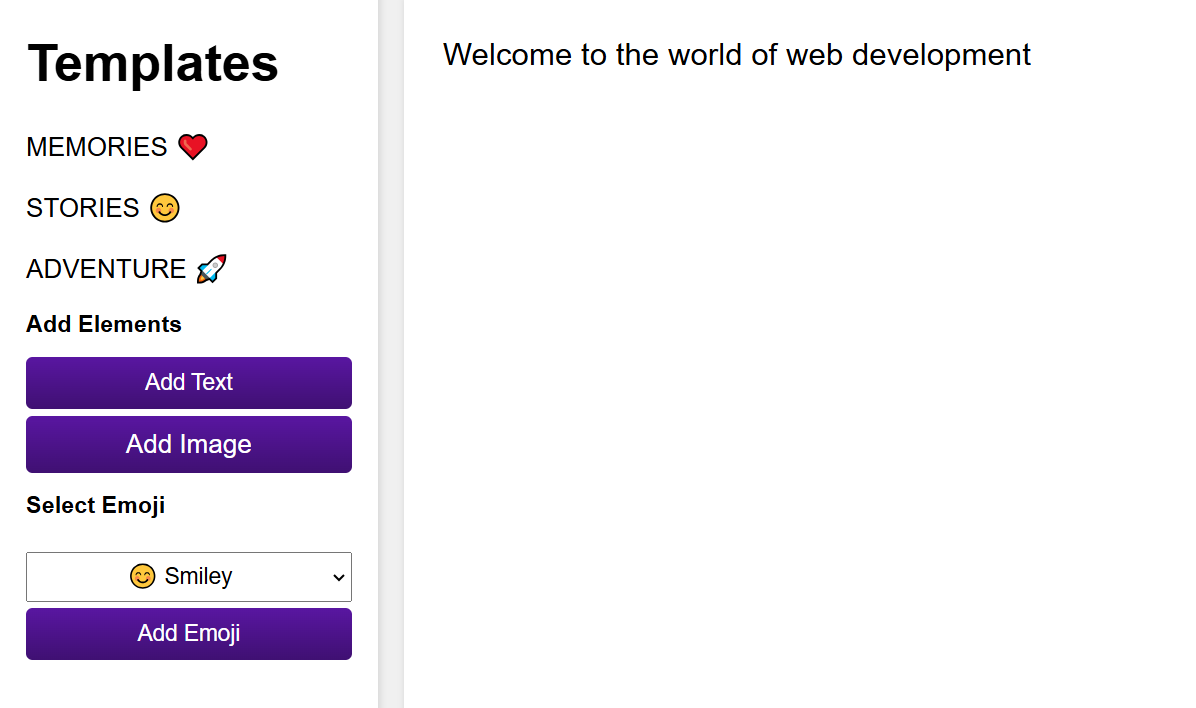 Templates
MEMORIES ❤️
STORIES 😊
ADVENTURE 🚀
Add Elements
Add Text
Add Image
Select Emoji
😊 Smiley
Add Emoji
Welcome to the world of web development